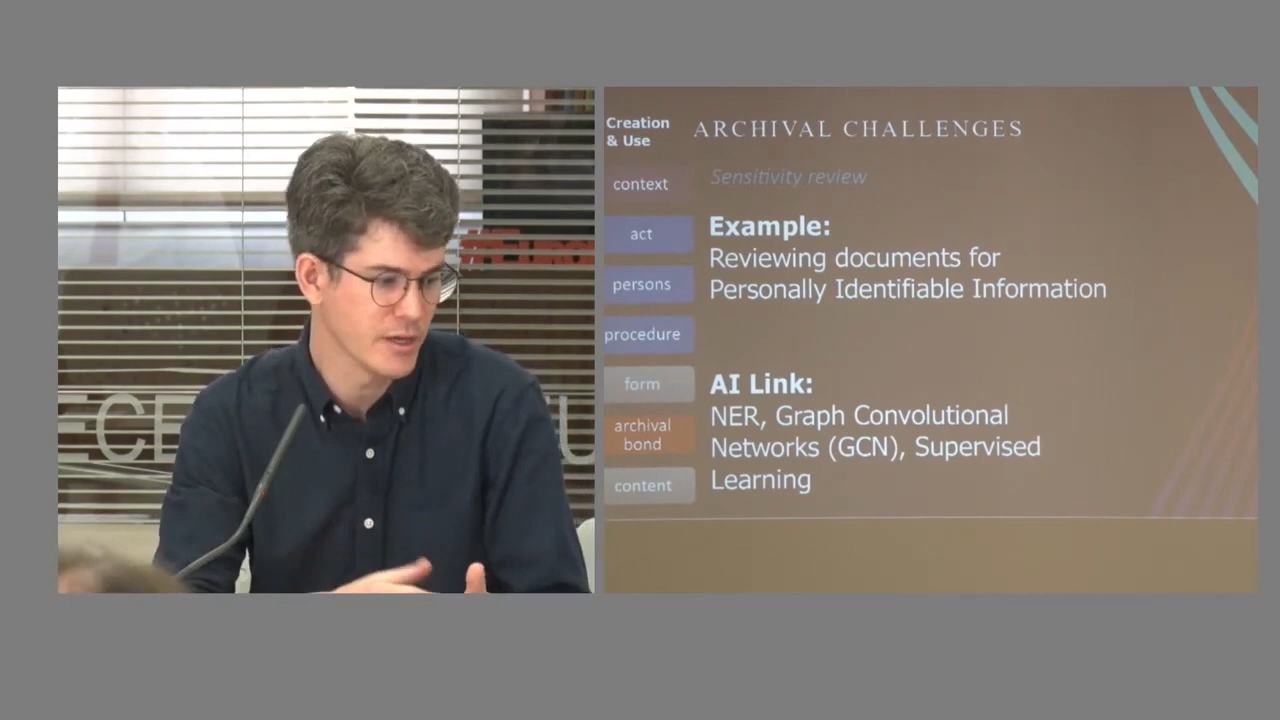 Creation
& Use
ARCHIVAL CHALLENGES
context
Sensitivity review
act
Example:
Reviewing documents for
persons
Personally Identifiable Information
procedure
form
AI Link:
NER, Graph Convolutional
archival
bond
Networks (GCN), Supervised
content
Learning
ECE
U